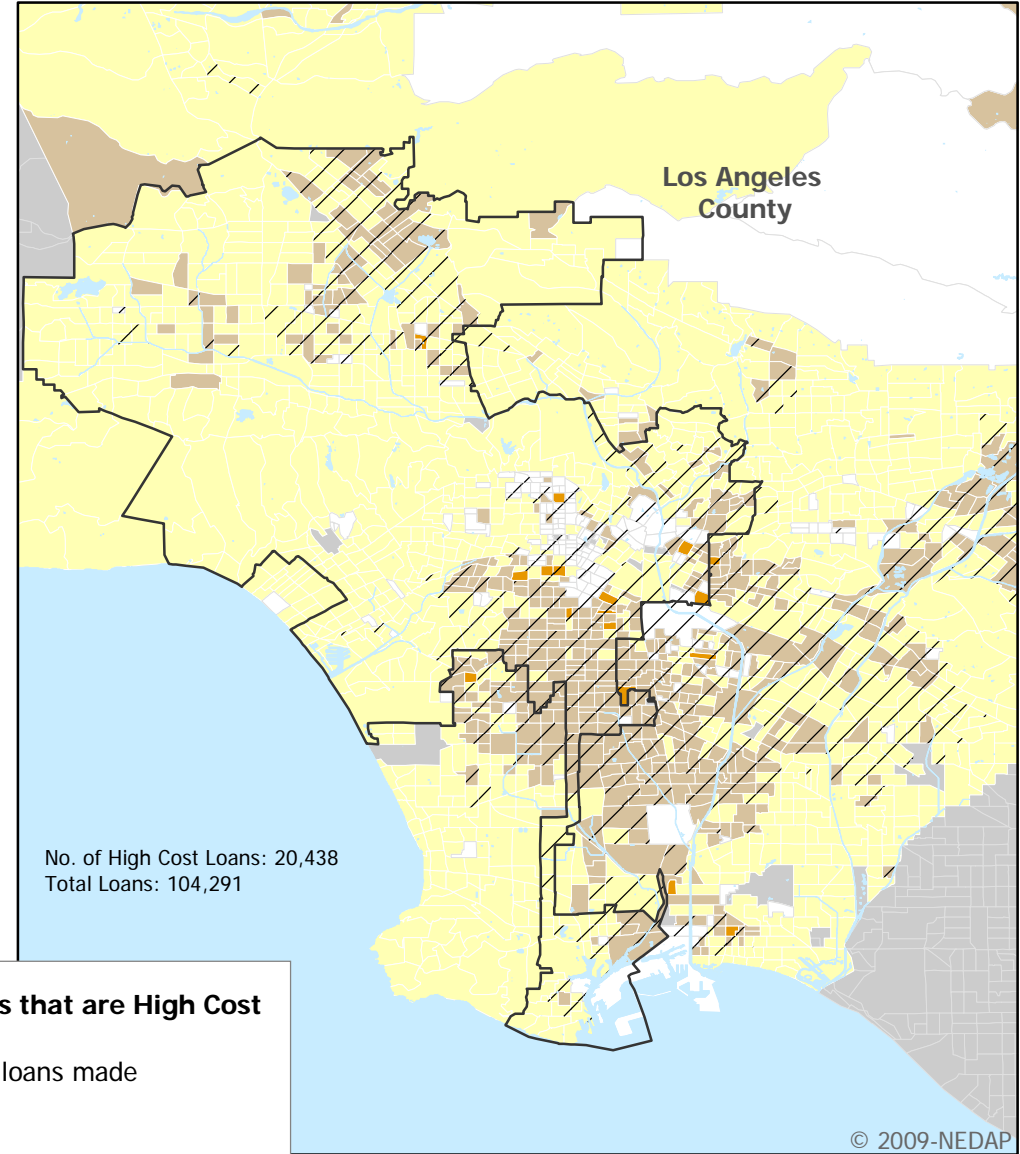 Los Angeles
County
No. of High Cost Loans: 20,438
Total Loans: 104,291
s that are High Cost
loans made
© 2009-NEDAP